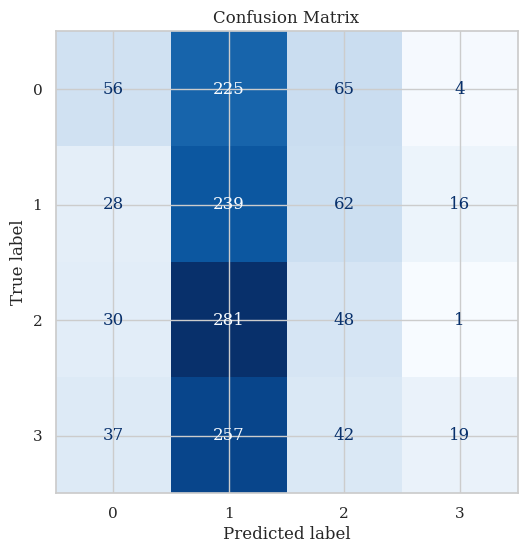 Confusion Matrix
0 56 225 65 4
1 28 239 62 16
True label
2 30 281 48 1
3 37 257 42 19
0 1 2 3
Predicted label